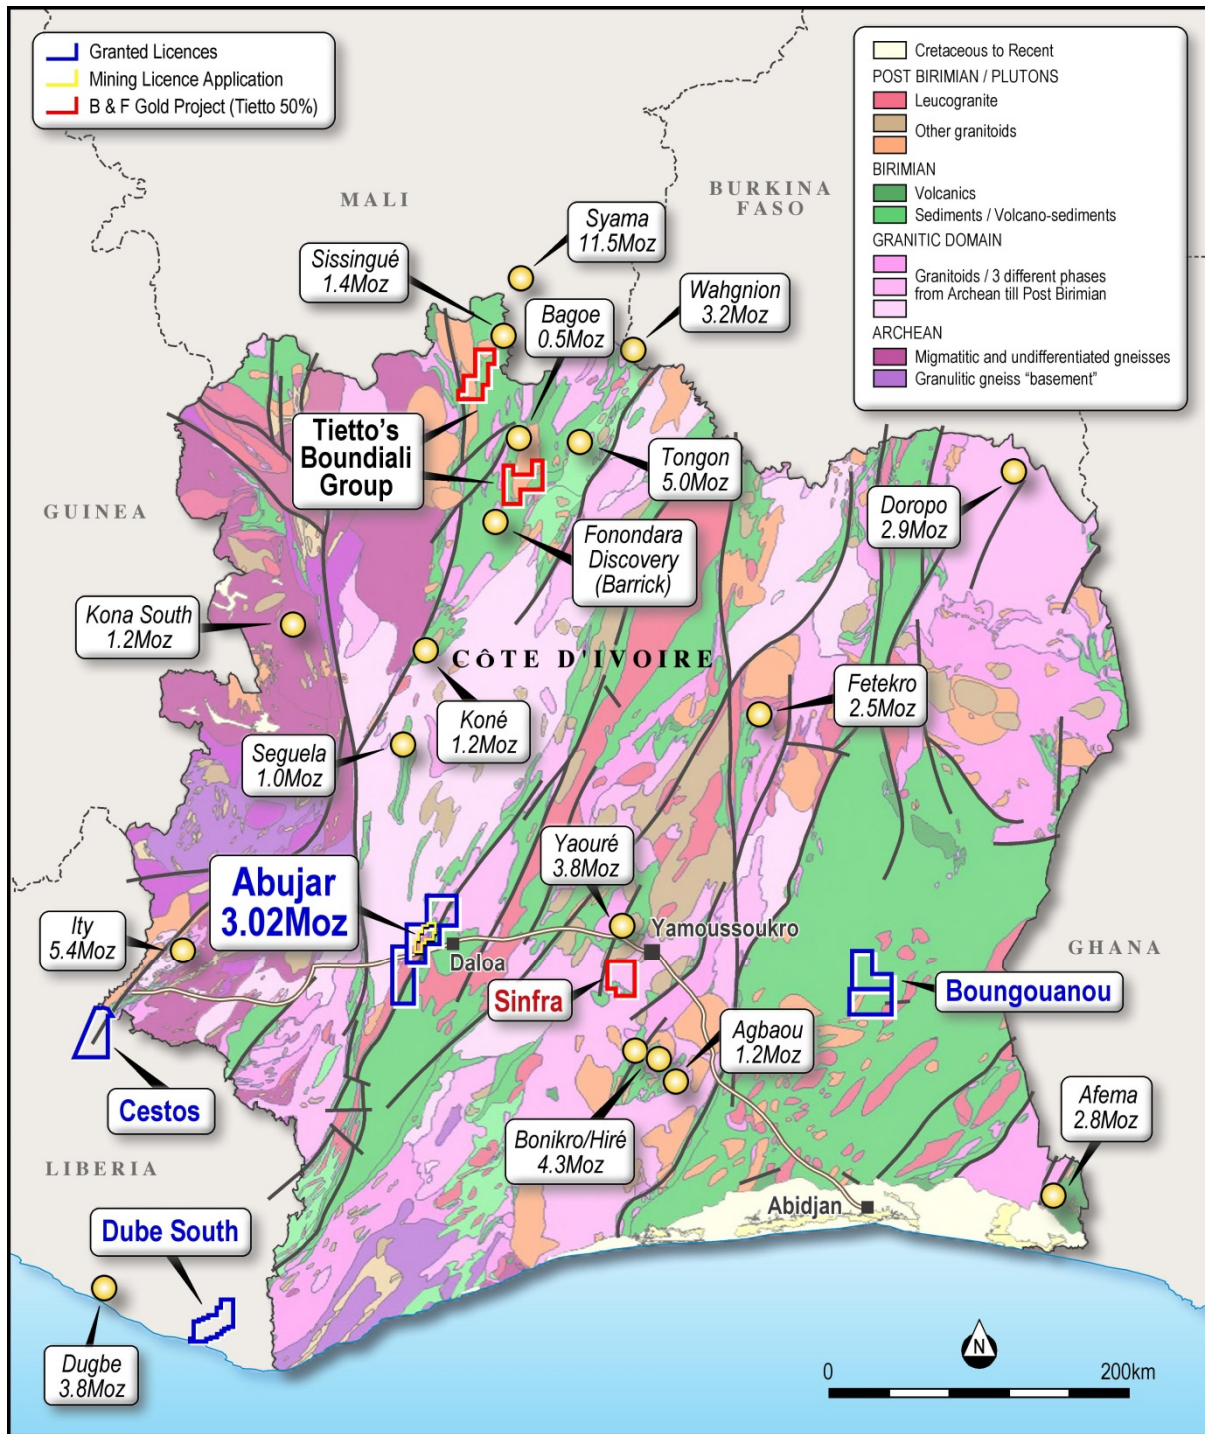 Granted Licences
Mining Licence Application
B & F Gold Project (Tietto 50%)
Cretaceous to Recent
POST BIRIMIAN / PLUTONS
Leucogranite
Other granitoids
BIRIMIAN
Volcanics
Sediments / Volcano-sediments
GRANITIC DOMAIN
Granitoids / 3 different phases
from Archean till Post Birimian
ARCHEAN
Migmatitic and undifferentiated gneisses
Granulitic gneiss “basement”
MALI
BURKINA
FASO
Syama
11.5Moz
Sissingué
1.4Moz
Wahgnion
3.2Moz
Bagoe
0.5Moz
Tietto's
Boundiali
Group
Tongon
5.0Moz
Doropo
2.9Moz
GUINEA
Fonondara
Discovery
(Barrick)
Kona South
1.2Moz
CÔTE D'IVOIRE
Fetekro
2.5Moz
Koné
1.2Moz
Seguela
1.0Moz
Yaouré
3.8Moz
Abujar
3.02Moz
Ity
5.4Moz
Yamoussoukro
Daloa
GHANA
Sinfra
Boungouanou
Agbaou
1.2Moz
Cestos
Afema
2.8Moz
Bonikro/Hiré
4.3Moz
LIBERIA
Abidjan
Dube South
Dugbe
3.8Moz
N
0 200km